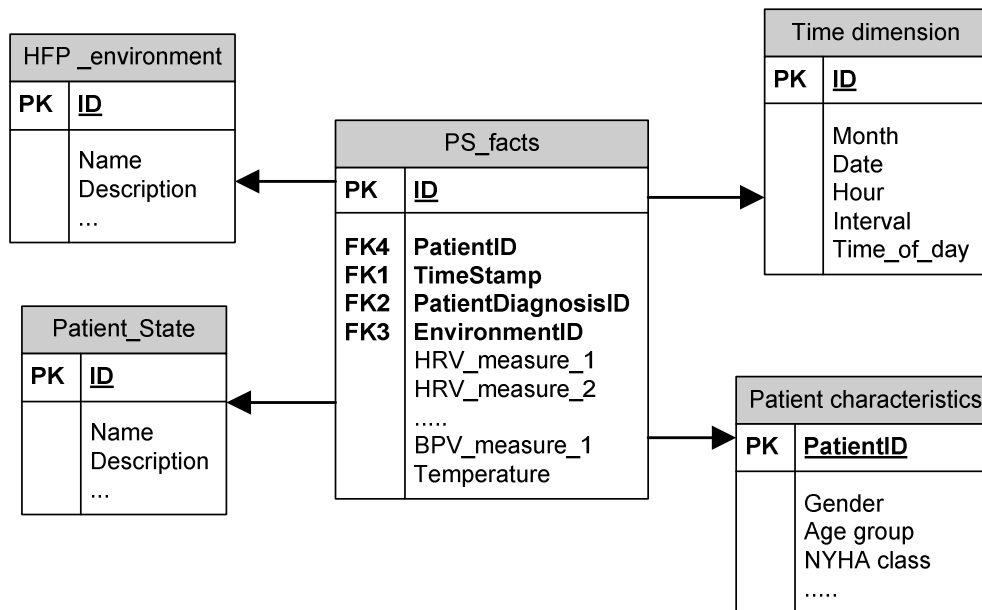 HFP _environment
PK ID
Name
Description
...
Patient_State
PK ID
Name
Description
...
PS_facts
PK ID
FK4 PatientID
FK1 TimeStamp
FK2 PatientDiagnosisID
FK3 EnvironmentID
HRV_measure_1
HRV_measure_2
.....
BPV_measure_1
Temperature
Time dimension
PK ID
Month
Date
Hour
Interval
Time_of_day
Patient characteristics
PK PatientID
Gender
Age group
NYHA class
.....